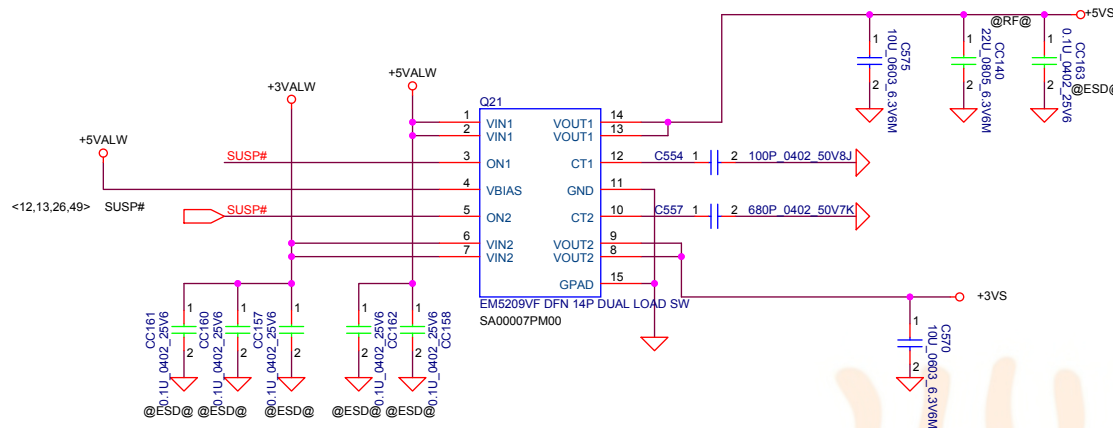 +5VS
@RF@
1
2
C575
10U_0603_6.3V6M
1
2
CC140
22U_0805_6.3V6M
1
2
CC163
0.1U_0402_25V6
@ESD@
+5VALW
+3VALW
+5VALW
Q21
1 VIN1
2 VIN1
3 ON1
4 VBIAS
5 ON2
6 VIN2
7 VIN2
VOUT1 14
VOUT1 13
CT1 12
GND 11
CT2 10
VOUT2 9
VOUT2 8
GPAD 15
SUSP#
<12,13,26,49> SUSP#
SUSP#
C554 1 2 100P_0402_50V8J
C557 1 2 680P_0402_50V7K
EM5209VF DFN 14P DUAL LOAD SW
SA00007PM00
+3VS
1
2
C570
10U_0603_6.3V6M
1
2
CC161
0.1U_0402_25V6
1
2
CC160
0.1U_0402_25V6
1
2
CC157
0.1U_0402_25V6
1
2
CC162
0.1U_0402_25V6
1
2
CC158
0.1U_0402_25V6
@ESD@ @ESD@ @ESD@ @ESD@ @ESD@